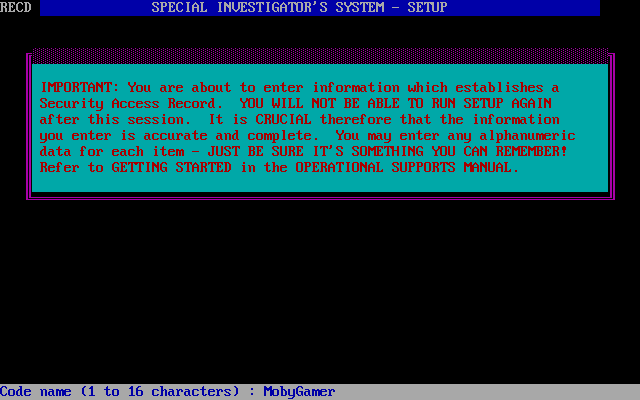 RECD SPECIAL INVESTIGATOR'S SYSTEM - SETUP
IMPORTANT: You are about to enter information which establishes a
Security Access Record.  YOU WILL NOT BE ABLE TO RUN SETUP AGAIN
after this session.  It is CRUCIAL therefore that the information
you enter is accurate and complete.  You may enter any alphanumeric
data for each item - JUST BE SURE IT'S SOMETHING YOU CAN REMEMBER!
Refer to GETTING STARTED in the OPERATIONAL SUPPORTS MANUAL.
Code name (1 to 16 characters) : MobyGamer